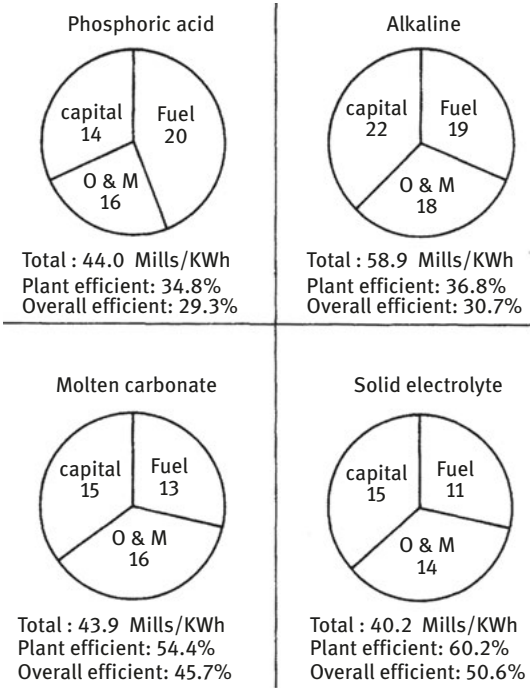 Phosphoric acid
capital
14
Fuel
20
O & M
16
Total : 44.0 Mills/KWh
Plant efficient: 34.8%
Overall efficient: 29.3%
Alkaline
capital
22
Fuel
19
O & M
18
Total : 58.9 Mills/KWh
Plant efficient: 36.8%
Overall efficient: 30.7%
Molten carbonate
capital
15
Fuel
13
O & M
16
Total : 43.9 Mills/KWh
Plant efficient: 54.4%
Overall efficient: 45.7%
Solid electrolyte
capital
15
Fuel
11
O & M
14
Total : 40.2 Mills/KWh
Plant efficient: 60.2%
Overall efficient: 50.6%